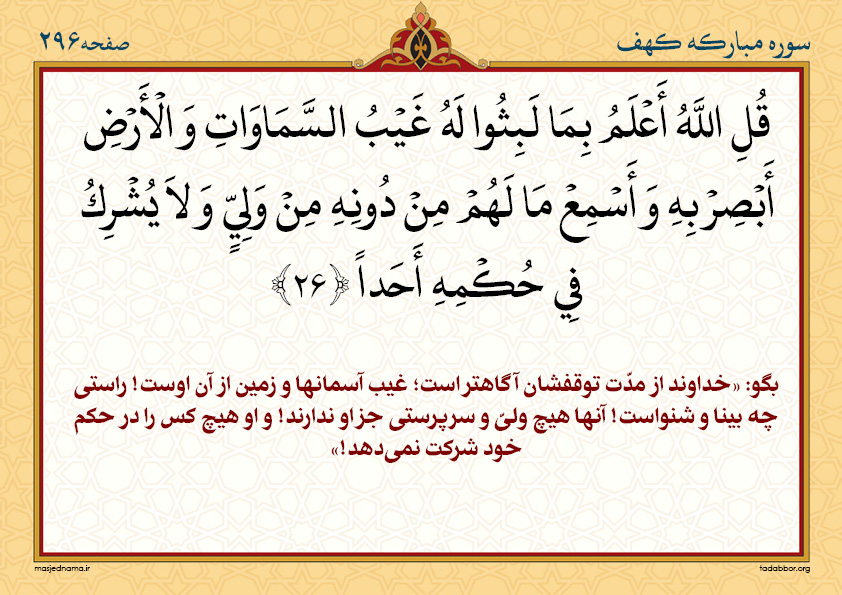 سوره مبارکه کهف
صفحه۲۹۶
قُلِ اللَّهُ أَعْلَمُ بِمَا لَبِثُوا لَهُ غَيْبُ السَّمَاوَاتِ وَ الْأَرْضِ
أَبْصِرْ بِهِ وَ أَسْمِعْ مَا لَهُمْ مِنْ دُونِهِ مِنْ وَلِيٍّ وَ لاَ يُشْرِكُ
فِي حُكْمِهِ أَحَداً ﴿۲۶﴾
بگو: «خداوند از مدّت توقفشان آگاهتر است؛ غیب آسمانها و زمین از آن اوست! راستی
چه بینا و شنواست! آنها هیچ ولیّ و سرپرستی جز او ندارند! و او هیچ کس را در حکم
خود شرکت نمی‌دهد!»
masjednama.ir
tadabbor.org